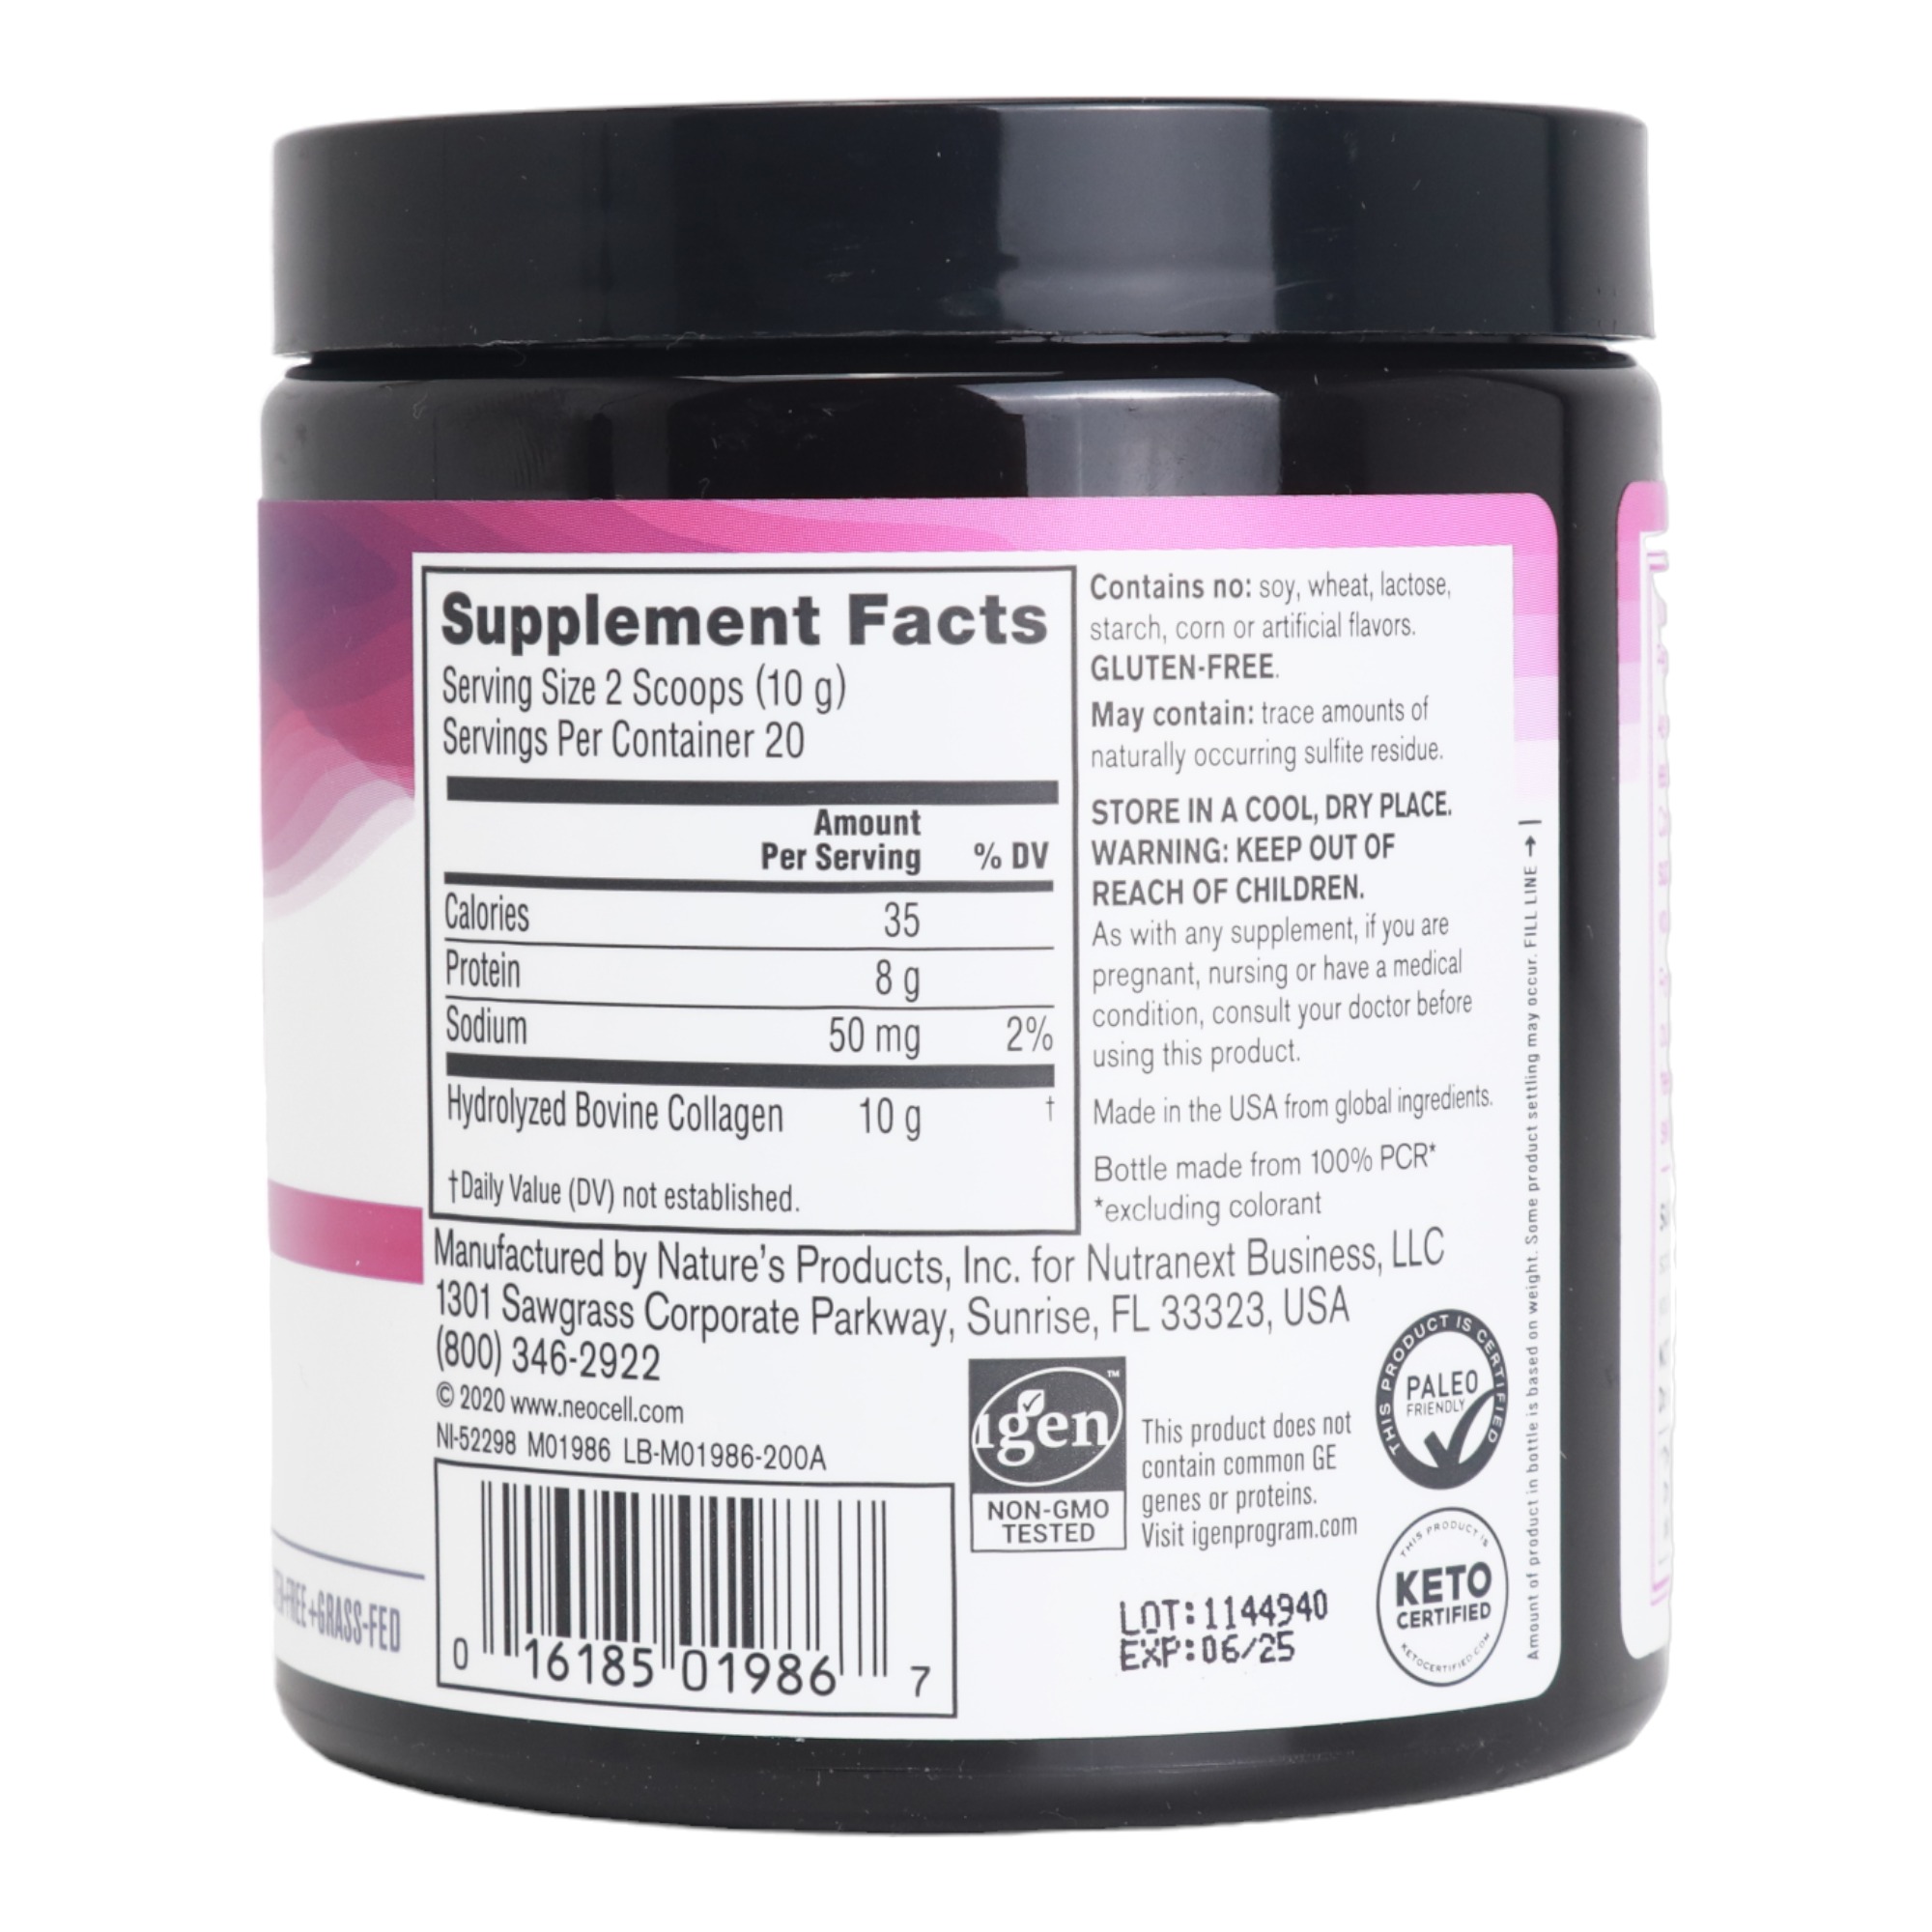 Supplement Facts
Serving Size 2 Scoops (10 g)
Servings Per Container 20
Amount
Per Serving % DV
Calories 35
Protein 8 g
Sodium 50 mg 2%
Hydrolyzed Bovine Collagen 10 g †
†Daily Value (DV) not established.
Contains no: soy, wheat, lactose,
starch, corn or artificial flavors.
GLUTEN-FREE.
May contain: trace amounts of
naturally occurring sulfite residue.
STORE IN A COOL, DRY PLACE.
WARNING: KEEP OUT OF
REACH OF CHILDREN.
As with any supplement, if you are
pregnant, nursing or have a medical
condition, consult your doctor before
using this product.
Made in the USA from global ingredients.
Bottle made from 100% PCR*
*excluding colorant
Manufactured by Nature's Products, Inc. for Nutranext Business, LLC
1301 Sawgrass Corporate Parkway, Sunrise, FL 33323, USA
(800) 346-2922
© 2020 www.neocell.com
NI-52298 M01986 LB-M01986-200A
0 16185 01986 7
igen™
NON-GMO
TESTED
This product does not
contain common GE
genes or proteins.
Visit igenprogram.com
LOT:1144940
EXP:06/25
THIS PRODUCT IS CERTIFIED
PALEO
FRIENDLY
THIS PRODUCT IS
KETO
CERTIFIED
KETOCERTIFIED.COM
Amount of product in bottle is based on weight. Some product settling may occur. FILL LINE →
-FREE+GRASS-FED